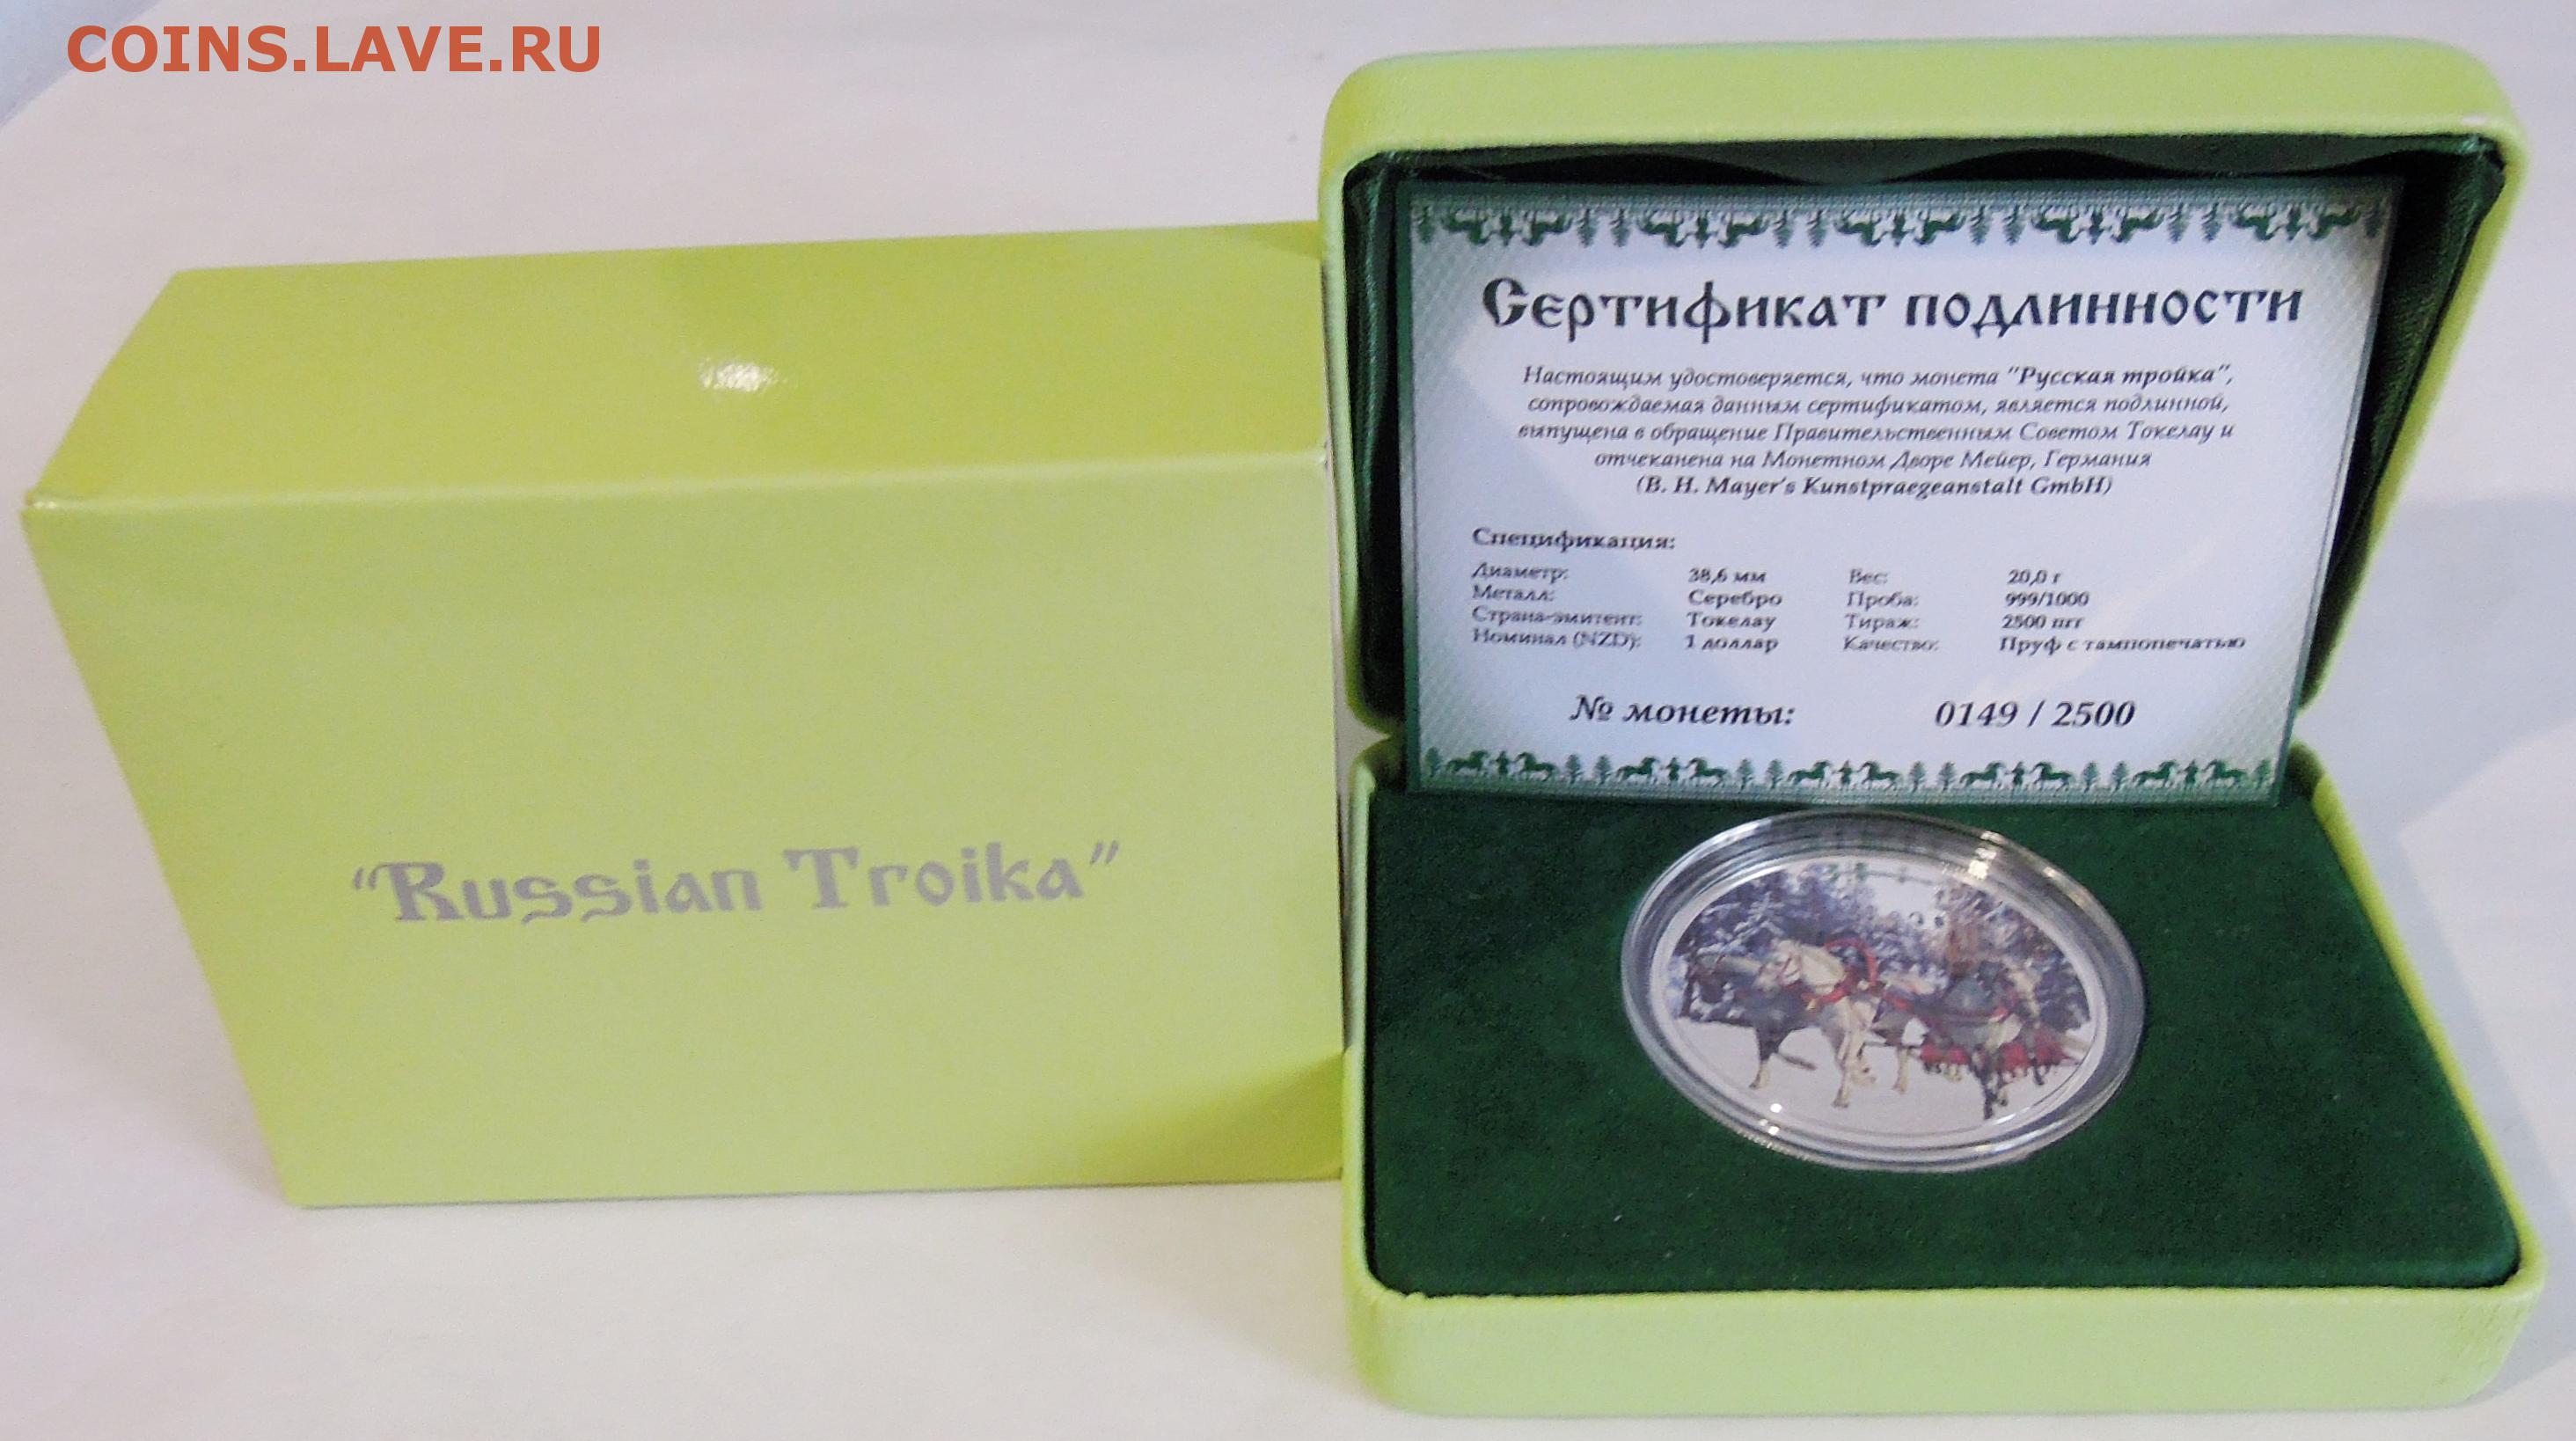 COINS.LAVE.RU
"Russian Troika"
Сертификат подлинности
Настоящим удостоверяется, что монета "Русская тройка",
сопровождаемая данным сертификатом, является подлинной,
выпущена в обращение Правительственным Советом Токелау и
отчеканена на Монетном Дворе Мейер, Германия
(B. H. Mayer's Kunstpraegeanstalt GmbH)
Спецификация:
Диаметр: 38,6 мм Вес: 20,0 г
Металл: Серебро Проба: 999/1000
Страна-эмитент: Токелау Тираж: 2500 шт
Номинал (NZD): 1 доллар Качество: Пруф с тампопечатью
№ монеты: 0149 / 2500